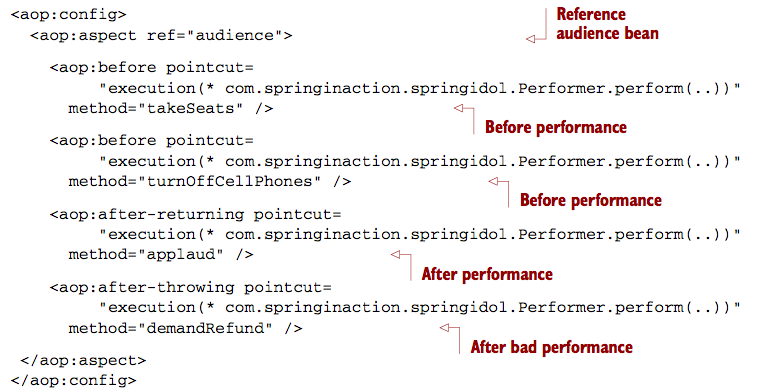 <aop:config>
Reference
<aop:aspect ref="audience">
audience bean
<aop:before pointcut=
"execution(* com.springinaction.springidol.Performer.perform(..))"
method="takeSeats" />
Before performance
<aop:before pointcut=
"execution(* com.springinaction.springidol.Performer.perform(..))"
method="turnOffCellPhones" />
Before performance
<aop:after-returning pointcut=
"execution(* com.springinaction.springidol.Performer.perform(..))"
method="applaud" />
After performance
<aop:after-throwing pointcut=
"execution(* com.springinaction.springidol.Performer.perform(..))"
method="demandRefund" />
After bad performance
</aop:aspect>
</aop:config>